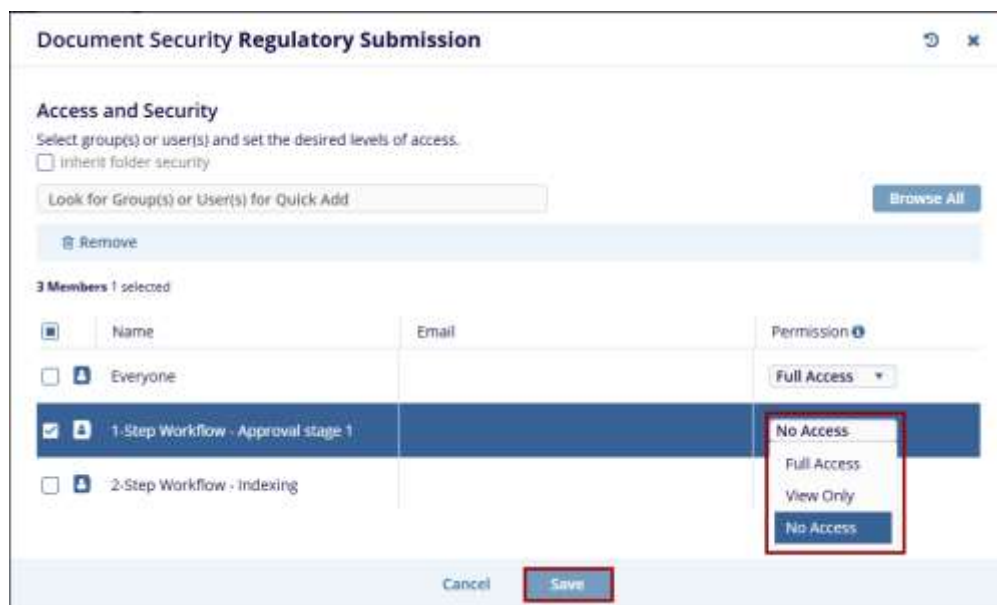 Document Security Regulatory Submission
Access and Security
Select group(s) or user(s) and set the desired levels of access.
Inherit folder security
Look for Group(s) or User(s) for Quick Add
Browse All
Remove
3 Members 1 selected
Name Email Permission
Everyone Full Access
1-Step Workflow - Approval stage 1 No Access
Full Access
2-Step Workflow - Indexing
View Only
No Access
Cancel Save